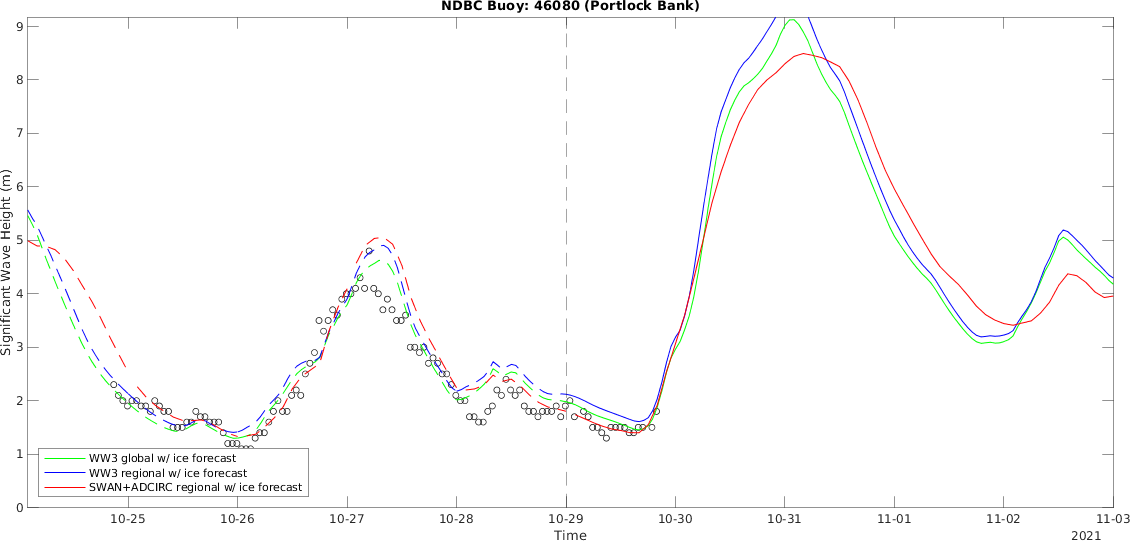 NDBC Buoy: 46080 (Portlock Bank)
Significant Wave Height (m)
9
8
7
6
5
4
3
2
1
0
WW3 global w/ ice forecast
WW3 regional w/ ice forecast
SWAN+ADCIRC regional w/ ice forecast
10-25 10-26 10-27 10-28 10-29 10-30 10-31 11-01 11-02 11-03
Time
2021